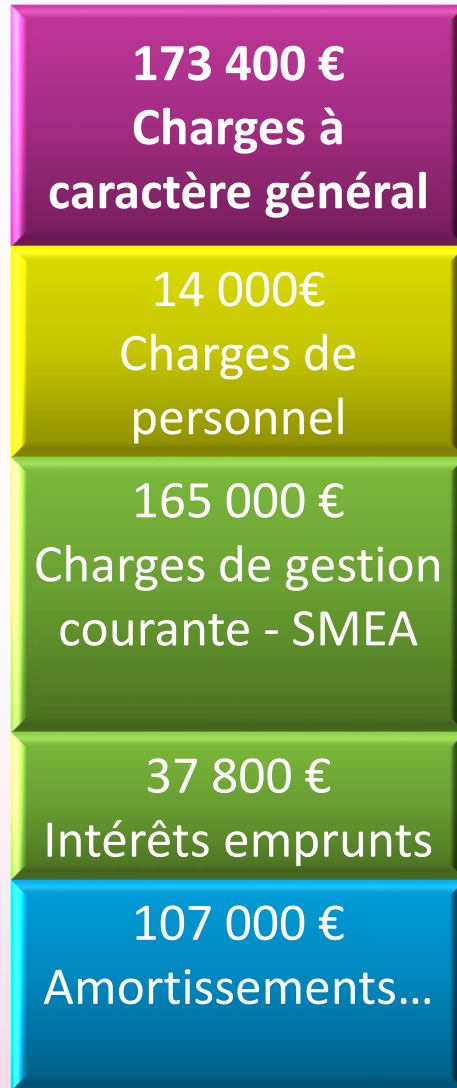 173 400 €
Charges à
caractère général
14 000€
Charges de
personnel
165 000 €
Charges de gestion
courante - SMEA
37 800 €
Intérêts emprunts
107 000 €
Amortissements...